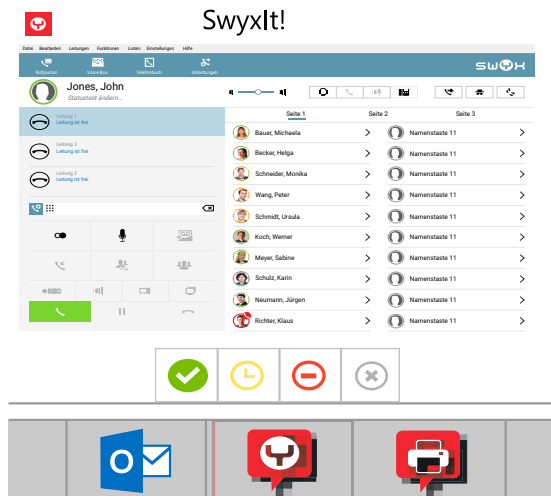 SwyxIt!
Datei Bearbeiten Leitungen Funktionen Listen Einstellungen Hilfe
Rufjournal Voice Box Telefonbuch Umleitungen
swyx
Jones, John
Statustext ändern..
Seite 1 Seite 2 Seite 3
Leitung 1
Leitung ist frei
Leitung 2
Leitung ist frei
Leitung 3
Leitung ist frei
Bauer, Michaela Namenstaste 11
Becker, Helga Namenstaste 11
Schneider, Monika Namenstaste 11
Wang, Peter Namenstaste 11
Schmidt, Ursula Namenstaste 11
Koch, Werner Namenstaste 11
Meyer, Sabine Namenstaste 11
Schulz, Karin Namenstaste 11
Neumann, Jürgen Namenstaste 11
Richter, Klaus Namenstaste 11
REC
O